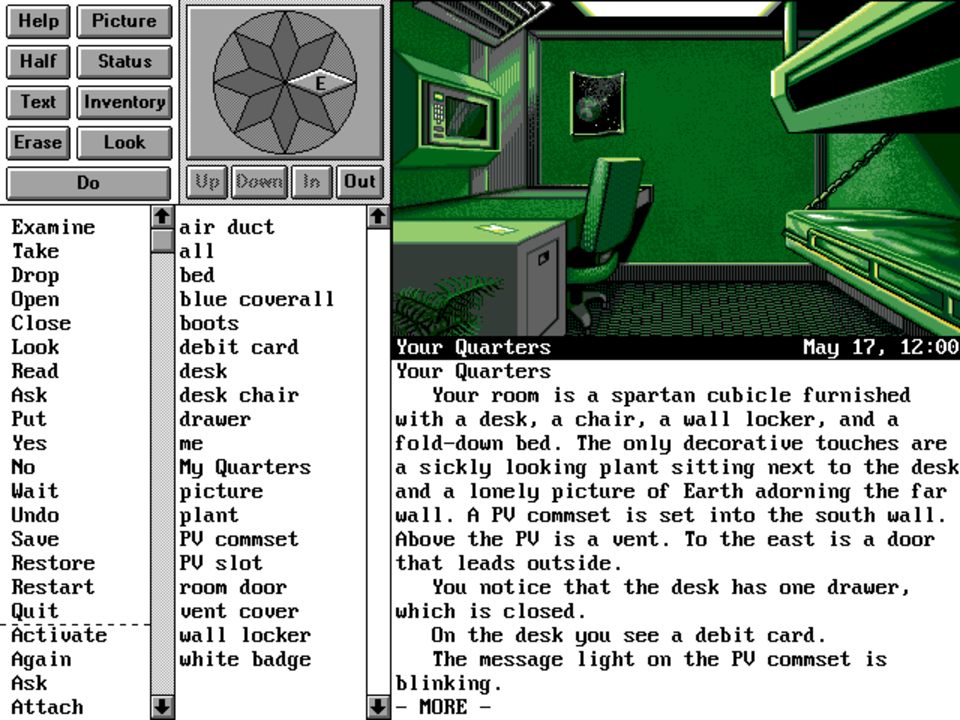 Help
Picture
Half
Status
Text
Inventory
Erase
Look
Do
E
Up
Down
In
Out
Examine
Take
Drop
Open
Close
Look
Read
Ask
Put
Yes
No
Wait
Undo
Save
Restore
Restart
Quit
Activate
Again
Ask
Attach
air duct
all
bed
blue coverall
boots
debit card
desk
desk chair
drawer
me
My Quarters
picture
plant
PV commset
PV slot
room door
vent cover
wall locker
white badge
Your Quarters May 17, 12:00
Your Quarters
Your room is a spartan cubicle furnished
with a desk, a chair, a wall locker, and a
fold-down bed. The only decorative touches are
a sickly looking plant sitting next to the desk
and a lonely picture of Earth adorning the far
wall. A PV commset is set into the south wall.
Above the PV is a vent. To the east is a door
that leads outside.
You notice that the desk has one drawer,
which is closed.
On the desk you see a debit card.
The message light on the PV commset is
blinking.
- MORE -